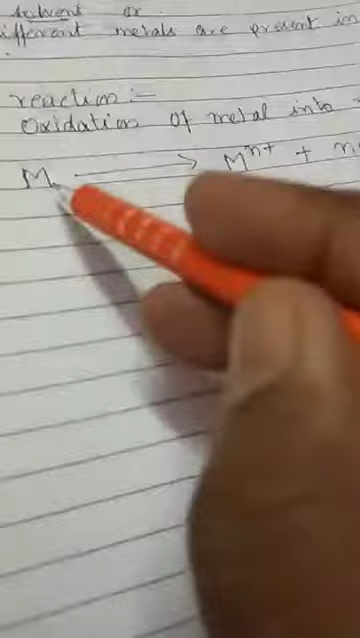 solvent or
different metals are present in
reaction :-
Oxidation of metal into
M ⟶ Mⁿ⁺ + n